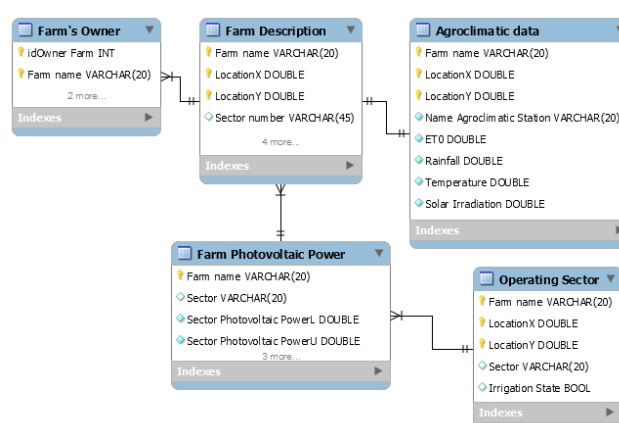 Farm's Owner
idOwner Farm INT
Farm name VARCHAR(20)
2 more...
Indexes
Farm Description
Farm name VARCHAR(20)
LocationX DOUBLE
LocationY DOUBLE
Sector number VARCHAR(45)
4 more...
Indexes
Agroclimatic data
Farm name VARCHAR(20)
LocationX DOUBLE
LocationY DOUBLE
Name Agroclimatic Station VARCHAR(20)
ET0 DOUBLE
Rainfall DOUBLE
Temperature DOUBLE
Solar Irradiation DOUBLE
Indexes
Farm Photovoltaic Power
Farm name VARCHAR(20)
Sector VARCHAR(20)
Sector Photovoltaic PowerL DOUBLE
Sector Photovoltaic PowerU DOUBLE
3 more...
Indexes
Operating Sector
Farm name VARCHAR(20)
LocationX DOUBLE
LocationY DOUBLE
Sector VARCHAR(20)
Irrigation State BOOL
Indexes